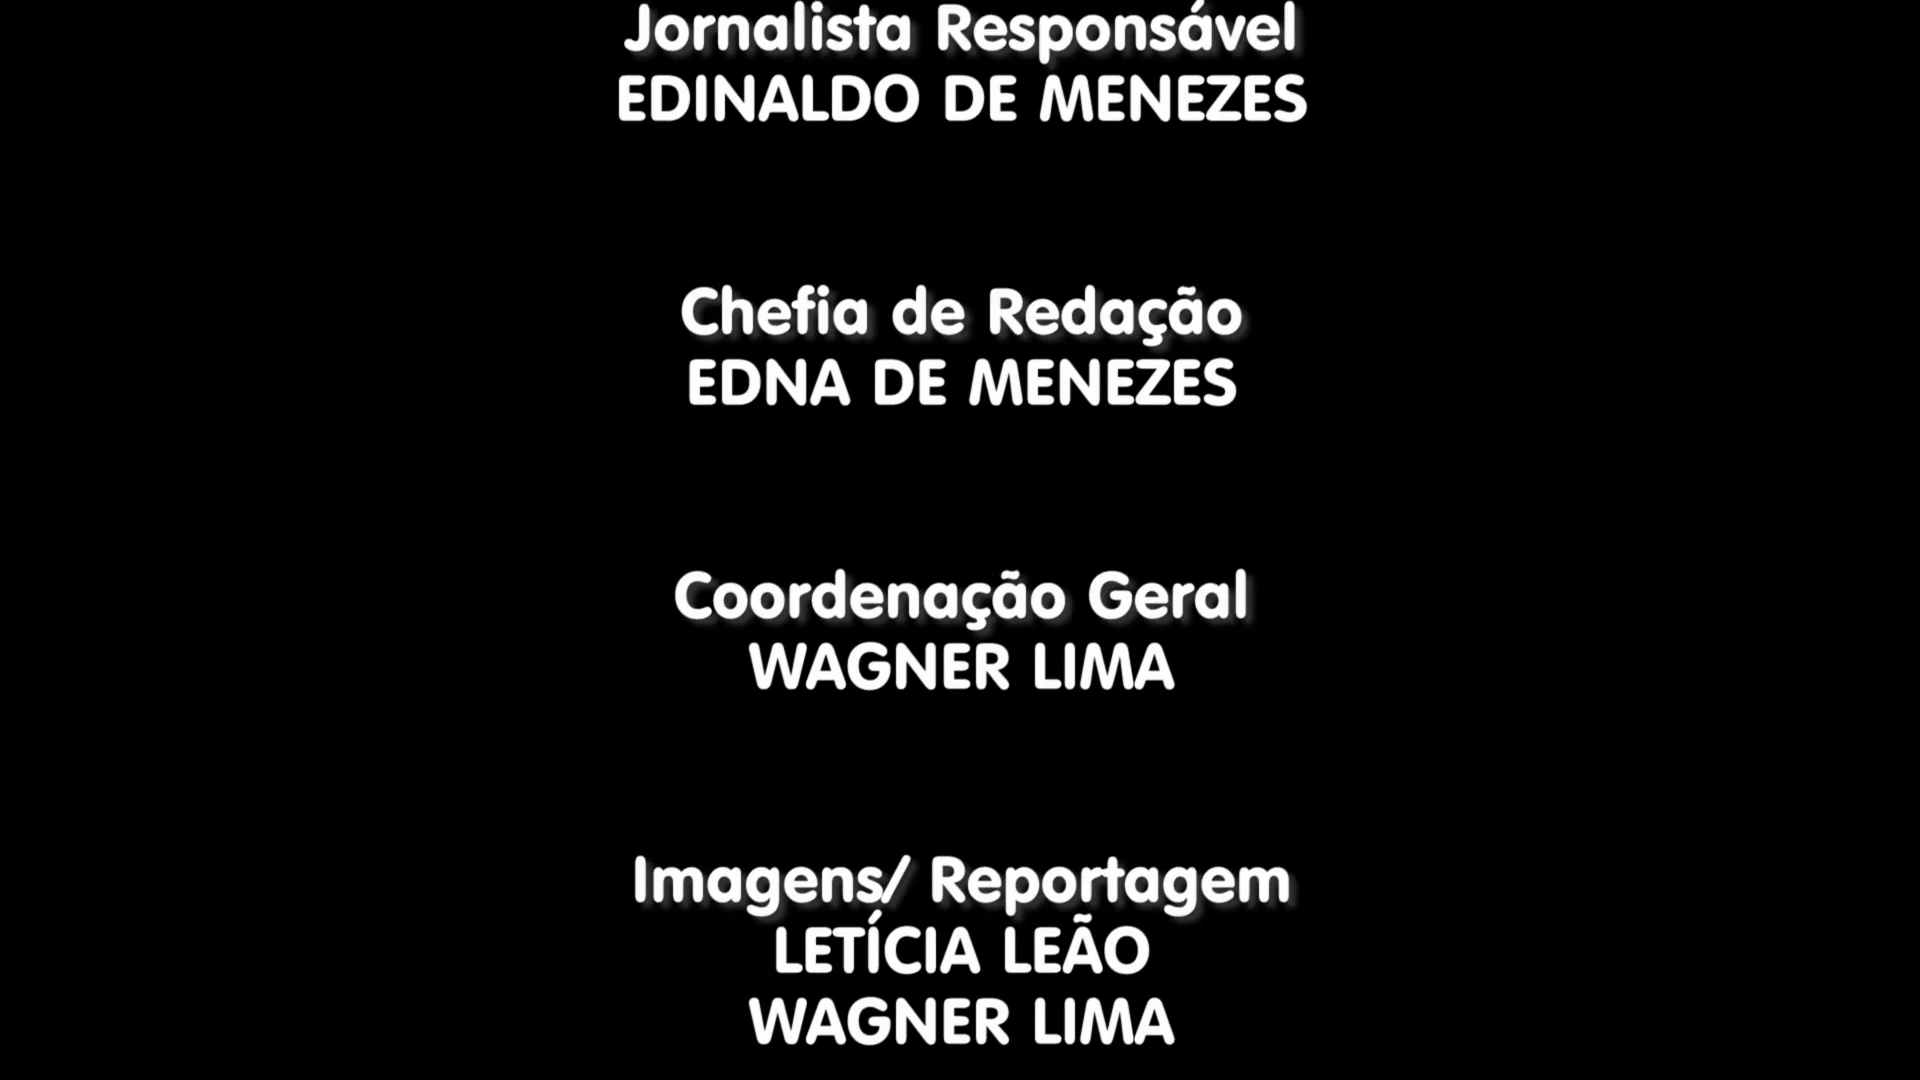 Jornalista Responsável
EDINALDO DE MENEZES
Chefia de Redação
EDNA DE MENEZES
Coordenação Geral
WAGNER LIMA
Imagens/ Reportagem
LETÍCIA LEÃO
WAGNER LIMA